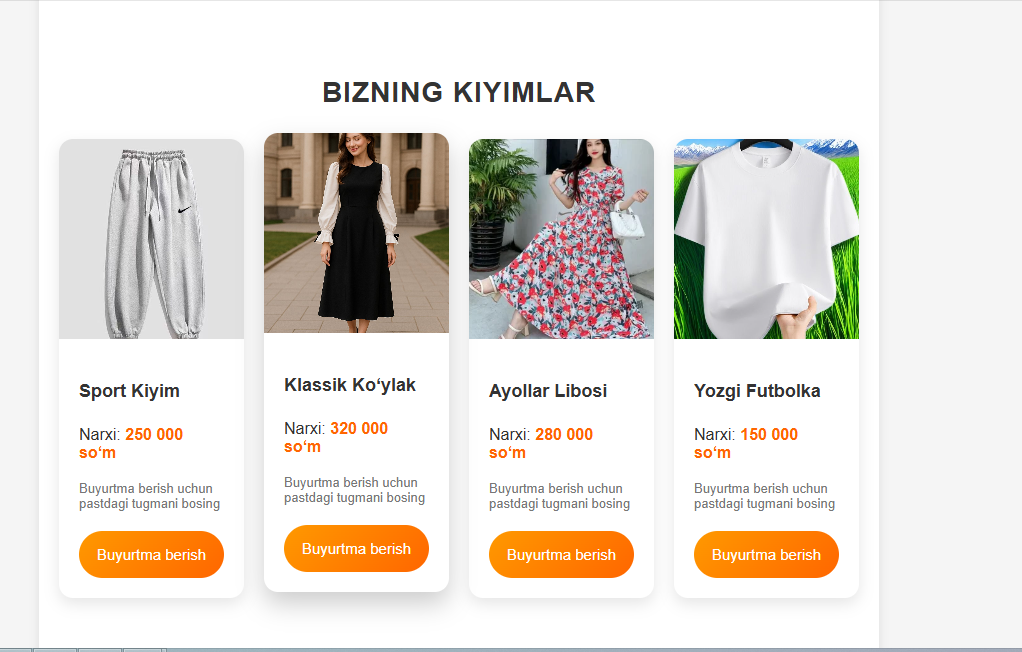 BIZNING KIYIMLAR
Sport Kiyim
Narxi: 250 000
so‘m
Buyurtma berish uchun
pastdagi tugmani bosing
Buyurtma berish
Klassik Ko‘ylak
Narxi: 320 000
so‘m
Buyurtma berish uchun
pastdagi tugmani bosing
Buyurtma berish
Ayollar Libosi
Narxi: 280 000
so‘m
Buyurtma berish uchun
pastdagi tugmani bosing
Buyurtma berish
Yozgi Futbolka
Narxi: 150 000
so‘m
Buyurtma berish uchun
pastdagi tugmani bosing
Buyurtma berish